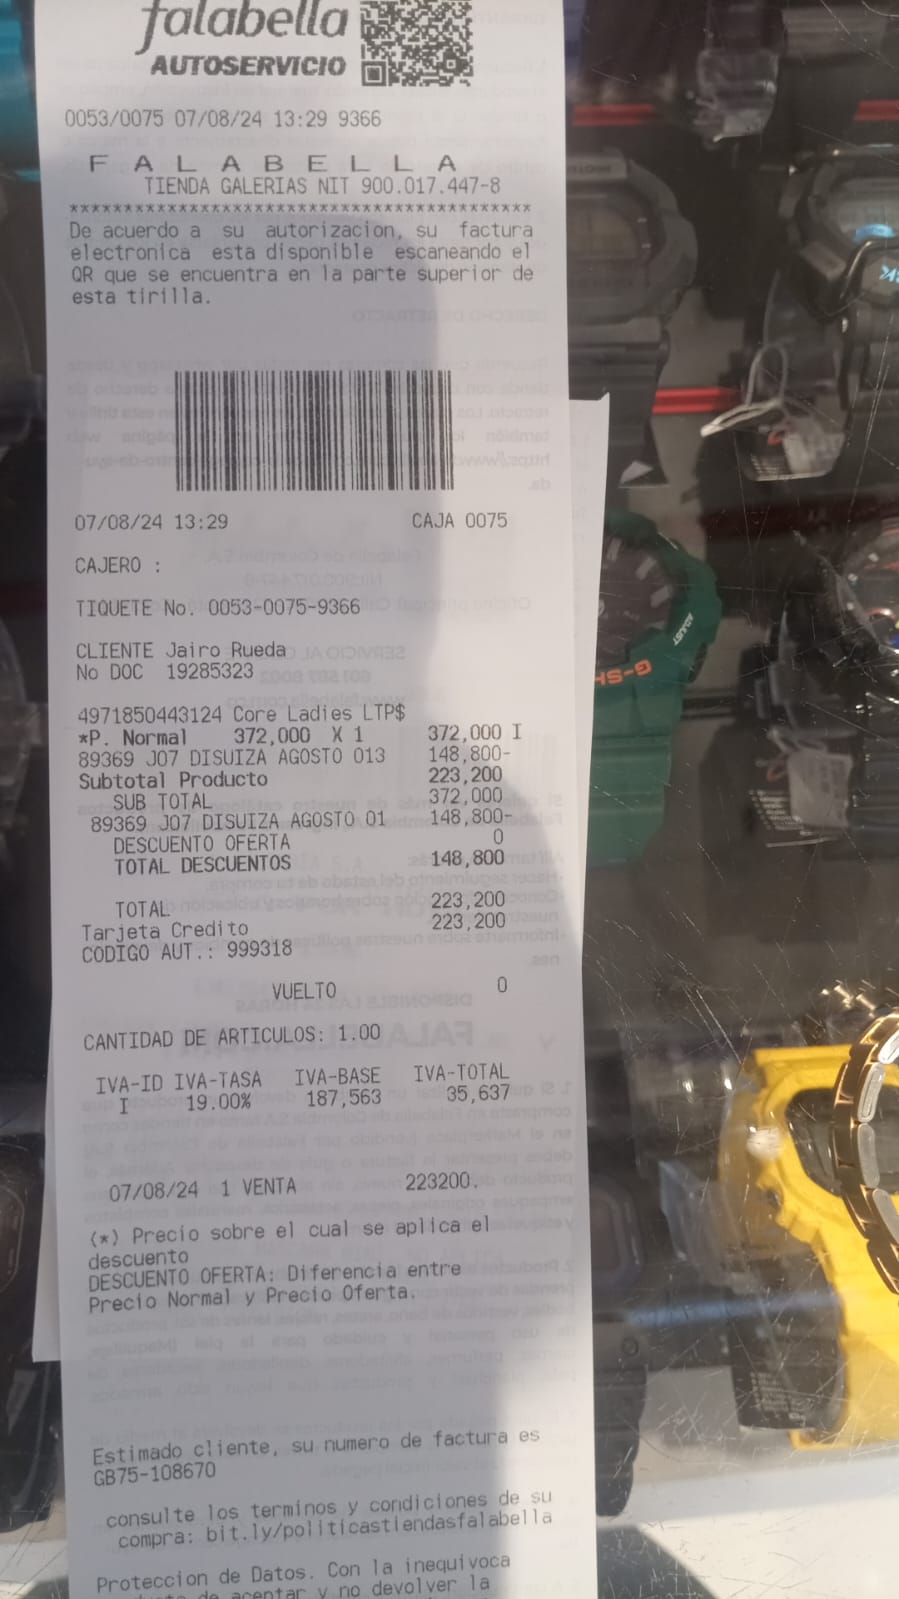 falabella
AUTOSERVICIO
0053/0075 07/08/24 13:29 9366
F A L A B E L L A
TIENDA GALERIAS NIT 900.017.447-8
******************************************
De acuerdo a su autorizacion, su factura
electronica esta disponible escaneando el
QR que se encuentra en la parte superior de
esta tirilla.
07/08/24 13:29 CAJA 0075
CAJERO :
TIQUETE No. 0053-0075-9366
CLIENTE Jairo Rueda
No DOC 19285323
4971850443124 Core Ladies LTP$
*P. Normal 372,000 X 1 372,000 I
89369 J07 DISUIZA AGOSTO 013 148,800-
Subtotal Producto 223,200
SUB TOTAL 372,000
89369 J07 DISUIZA AGOSTO 01 148,800-
DESCUENTO OFERTA 0
TOTAL DESCUENTOS 148,800
TOTAL 223,200
Tarjeta Credito 223,200
CODIGO AUT.: 999318
VUELTO 0
CANTIDAD DE ARTICULOS: 1.00
IVA-ID IVA-TASA IVA-BASE IVA-TOTAL
I 19.00% 187,563 35,637
07/08/24 1 VENTA 223200.
(*) Precio sobre el cual se aplica el
descuento
DESCUENTO OFERTA: Diferencia entre
Precio Normal y Precio Oferta.
Estimado cliente, su numero de factura es
GB75-108670
consulte los terminos y condiciones de su
compra: bit.ly/politicastiendasfalabella
Proteccion de Datos. Con la inequivoca
de aceptar y no devolver la
ADJUST
G-SH